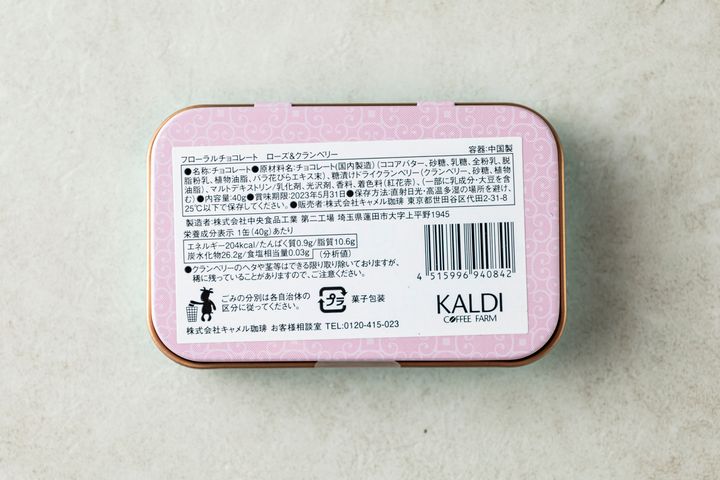 フローラルチョコレート ローズ&クランベリー 容器:中国製
●名称:チョコレート●原材料名:チョコレート(国内製造)(ココアバター、砂糖、乳糖、全粉乳、脱
脂粉乳、植物油脂、バラ花びらエキス末)、糖漬けドライクランベリー(クランベリー、砂糖、植物
油脂)、マルトデキストリン/乳化剤、光沢剤、香料、着色料(紅花赤)、(一部に乳成分・大豆を含
む)●内容量:40g●賞味期限:2023年5月31日●保存方法:直射日光・高温多湿の場所を避け、
25℃以下で保存してください。●販売者:株式会社キャメル珈琲 東京都世田谷区代田2-31-8
製造者:株式会社中央食品工業 第二工場 埼玉県蓮田市大字上平野1945
栄養成分表示 1缶(40g)あたり
エネルギー204kcal/たんぱく質0.9g/脂質10.6g
炭水化物26.2g/食塩相当量0.03g (分析値)
●クランベリーのヘタや茎等はできる限り取り除いておりますが、
稀に残っていることがありますので、ご注意ください。
4 515996 940842
ごみの分別は各自治体の
区分に従ってください。
プラ 菓子包装
KALDI
COFFEE FARM
株式会社キャメル珈琲 お客様相談室 TEL:0120-415-023